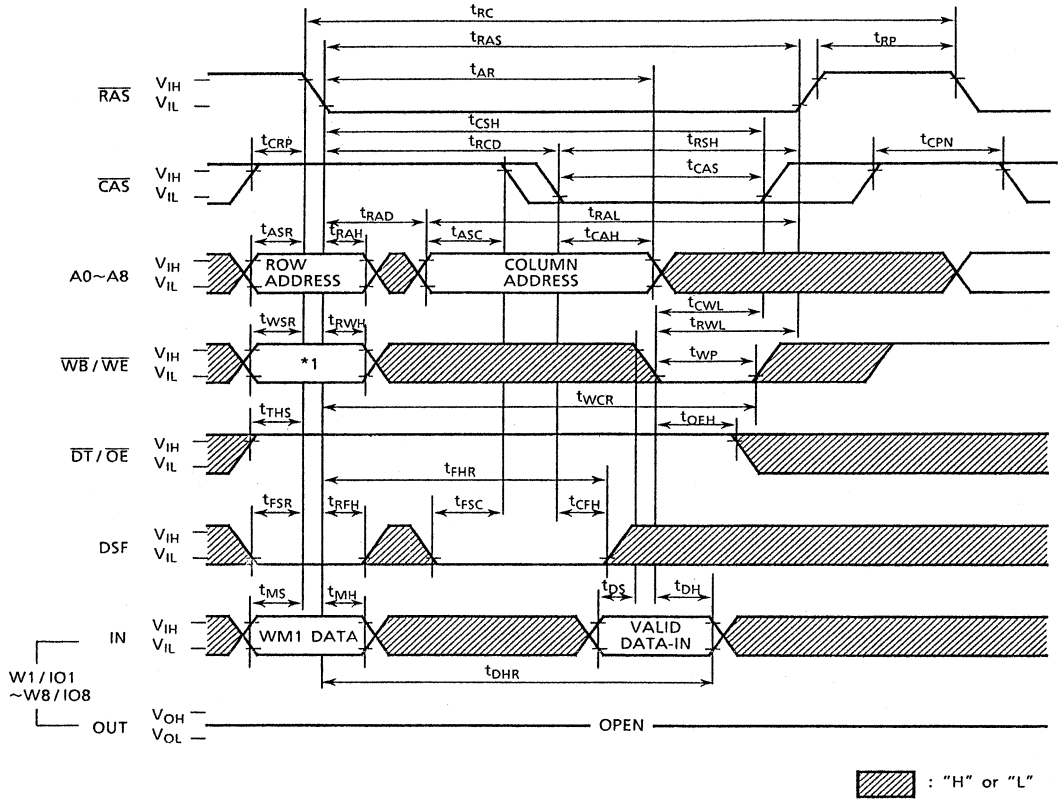 tRC
tRAS
tRP
tAR
RAS
VIH
VIL
tCSH
tCRP
tRCD
tRSH
tCPN
CAS
VIH
VIL
tCAS
tRAD
tRAL
tASR
tRAH
tASC
tCAH
A0~A8
VIH
VIL
ROW
ADDRESS
COLUMN
ADDRESS
tCWL
tRWL
tWSR
tRWH
tWP
WB / WE
VIH
VIL
*1
tWCR
tTHS
tOEH
DT / OE
VIH
VIL
tFHR
tFSR
tRFH
tFSC
tCFH
DSF
VIH
VIL
tDS
tDH
tMS
tMH
IN
VIH
VIL
WM1 DATA
VALID
DATA-IN
tDHR
W1/IO1
~W8/IO8
OUT
VOH
VOL
OPEN
: "H" or "L"